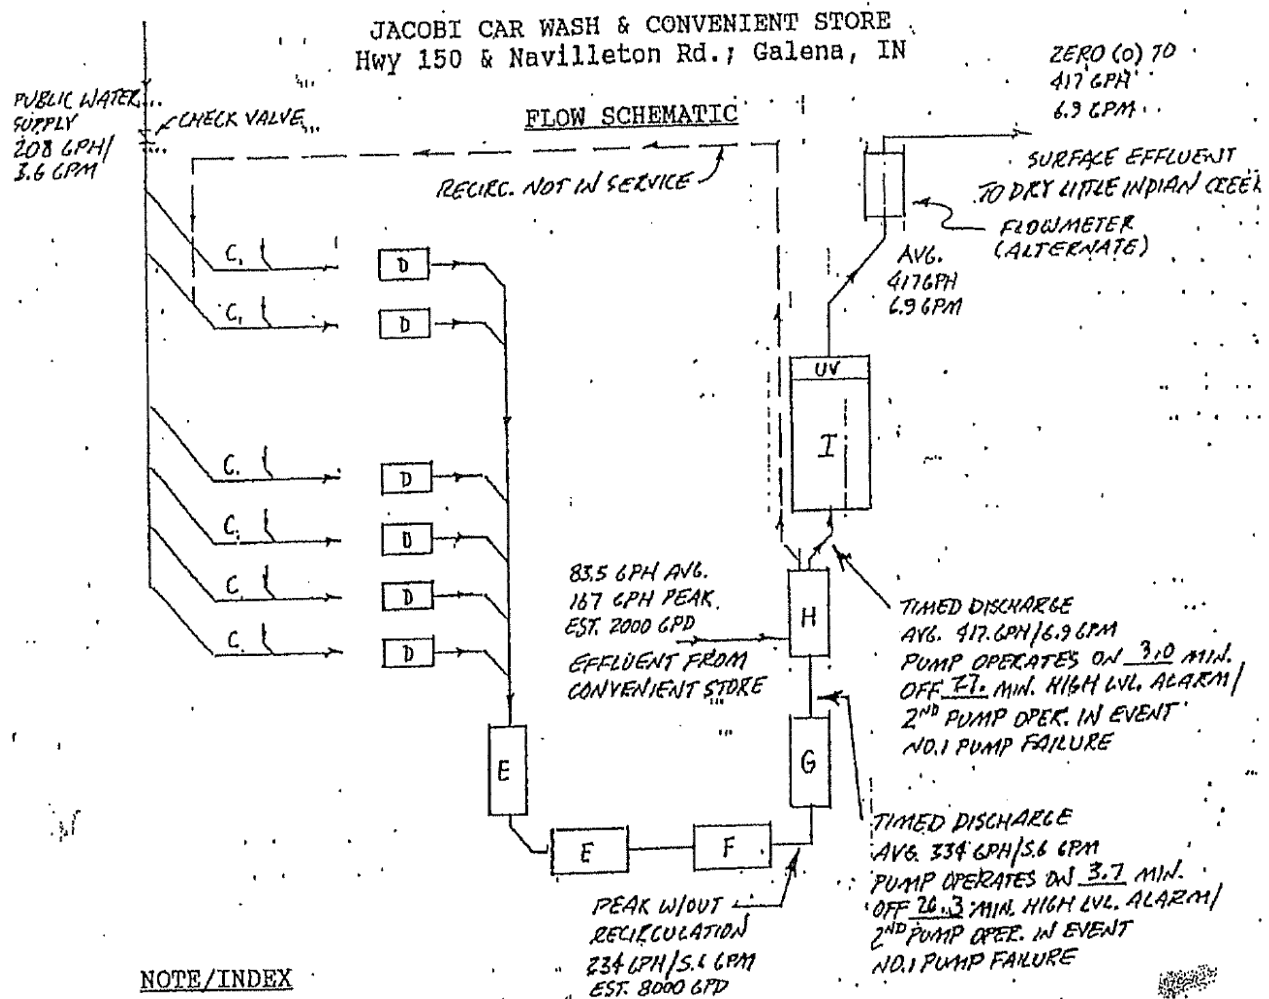 JACOBI CAR WASH & CONVENIENT STORE
Hwy 150 & Navilleton Rd.; Galena, IN
FLOW SCHEMATIC
PUBLIC WATER
SUPPLY
208 GPH/
3.6 GPM
CHECK VALVE
RECIRC. NOT IN SERVICE
ZERO (0) TO
417 GPH
6.9 GPM
SURFACE EFFLUENT
TO DRY LITTLE INDIAN CREEK
FLOWMETER
(ALTERNATE)
AVG.
417 GPH
6.9 GPM
C, D
C, D
C. D
C. D
C. D
C. D
UV
I
83.5 GPH AVG.
167 GPH PEAK
EST. 2000 GPD
EFFLUENT FROM
CONVENIENT STORE
H
TIMED DISCHARGE
AVG. 417.GPH/6.9 GPM
PUMP OPERATES ON 3.0 MIN.
OFF MIN. HIGH LVL. ALARM/
2ND PUMP OPER. IN EVENT
NO.1 PUMP FAILURE
E
G
E
F
TIMED DISCHARGE
AVG. 334 GPH/5.6 GPM
PUMP OPERATES ON 3.7 MIN.
OFF 26.3 MIN. HIGH LVL. ALARM/
2ND PUMP OPER. IN EVENT
NO.1 PUMP FAILURE
PEAK W/OUT
RECIRCULATION
GPH/5.6 GPM
EST. 8000 GPD
NOTE/INDEX